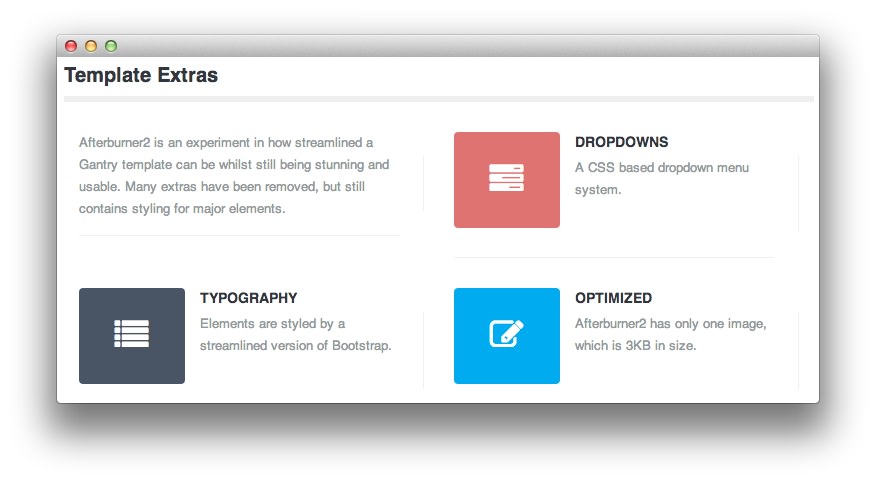 Template Extras
Afterburner2 is an experiment in how streamlined a
Gantry template can be whilst still being stunning and
usable. Many extras have been removed, but still
contains styling for major elements.
DROPDOWNS
A CSS based dropdown menu
system.
TYPOGRAPHY
Elements are styled by a
streamlined version of Bootstrap.
OPTIMIZED
Afterburner2 has only one image,
which is 3KB in size.